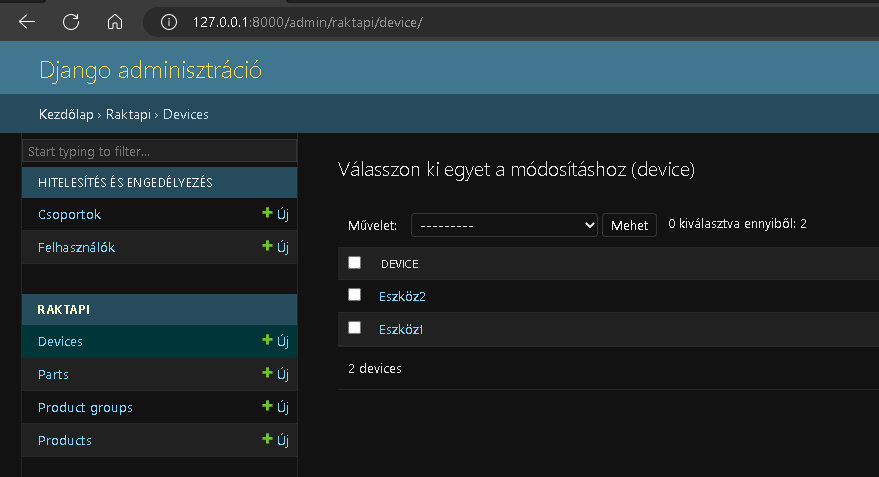 127.0.0.1:8000/admin/raktapi/device/
Django adminisztráció
Kezdőlap › Raktapi › Devices
Start typing to filter...
HITELESÍTÉS ÉS ENGEDÉLYEZÉS
Csoportok + Új
Felhasználók + Új
RAKTAPI
Devices + Új
Parts + Új
Product groups + Új
Products + Új
Válasszon ki egyet a módosításhoz (device)
Művelet: --------- Mehet 0 kiválasztva ennyiből: 2
DEVICE
Eszköz2
Eszköz1
2 devices